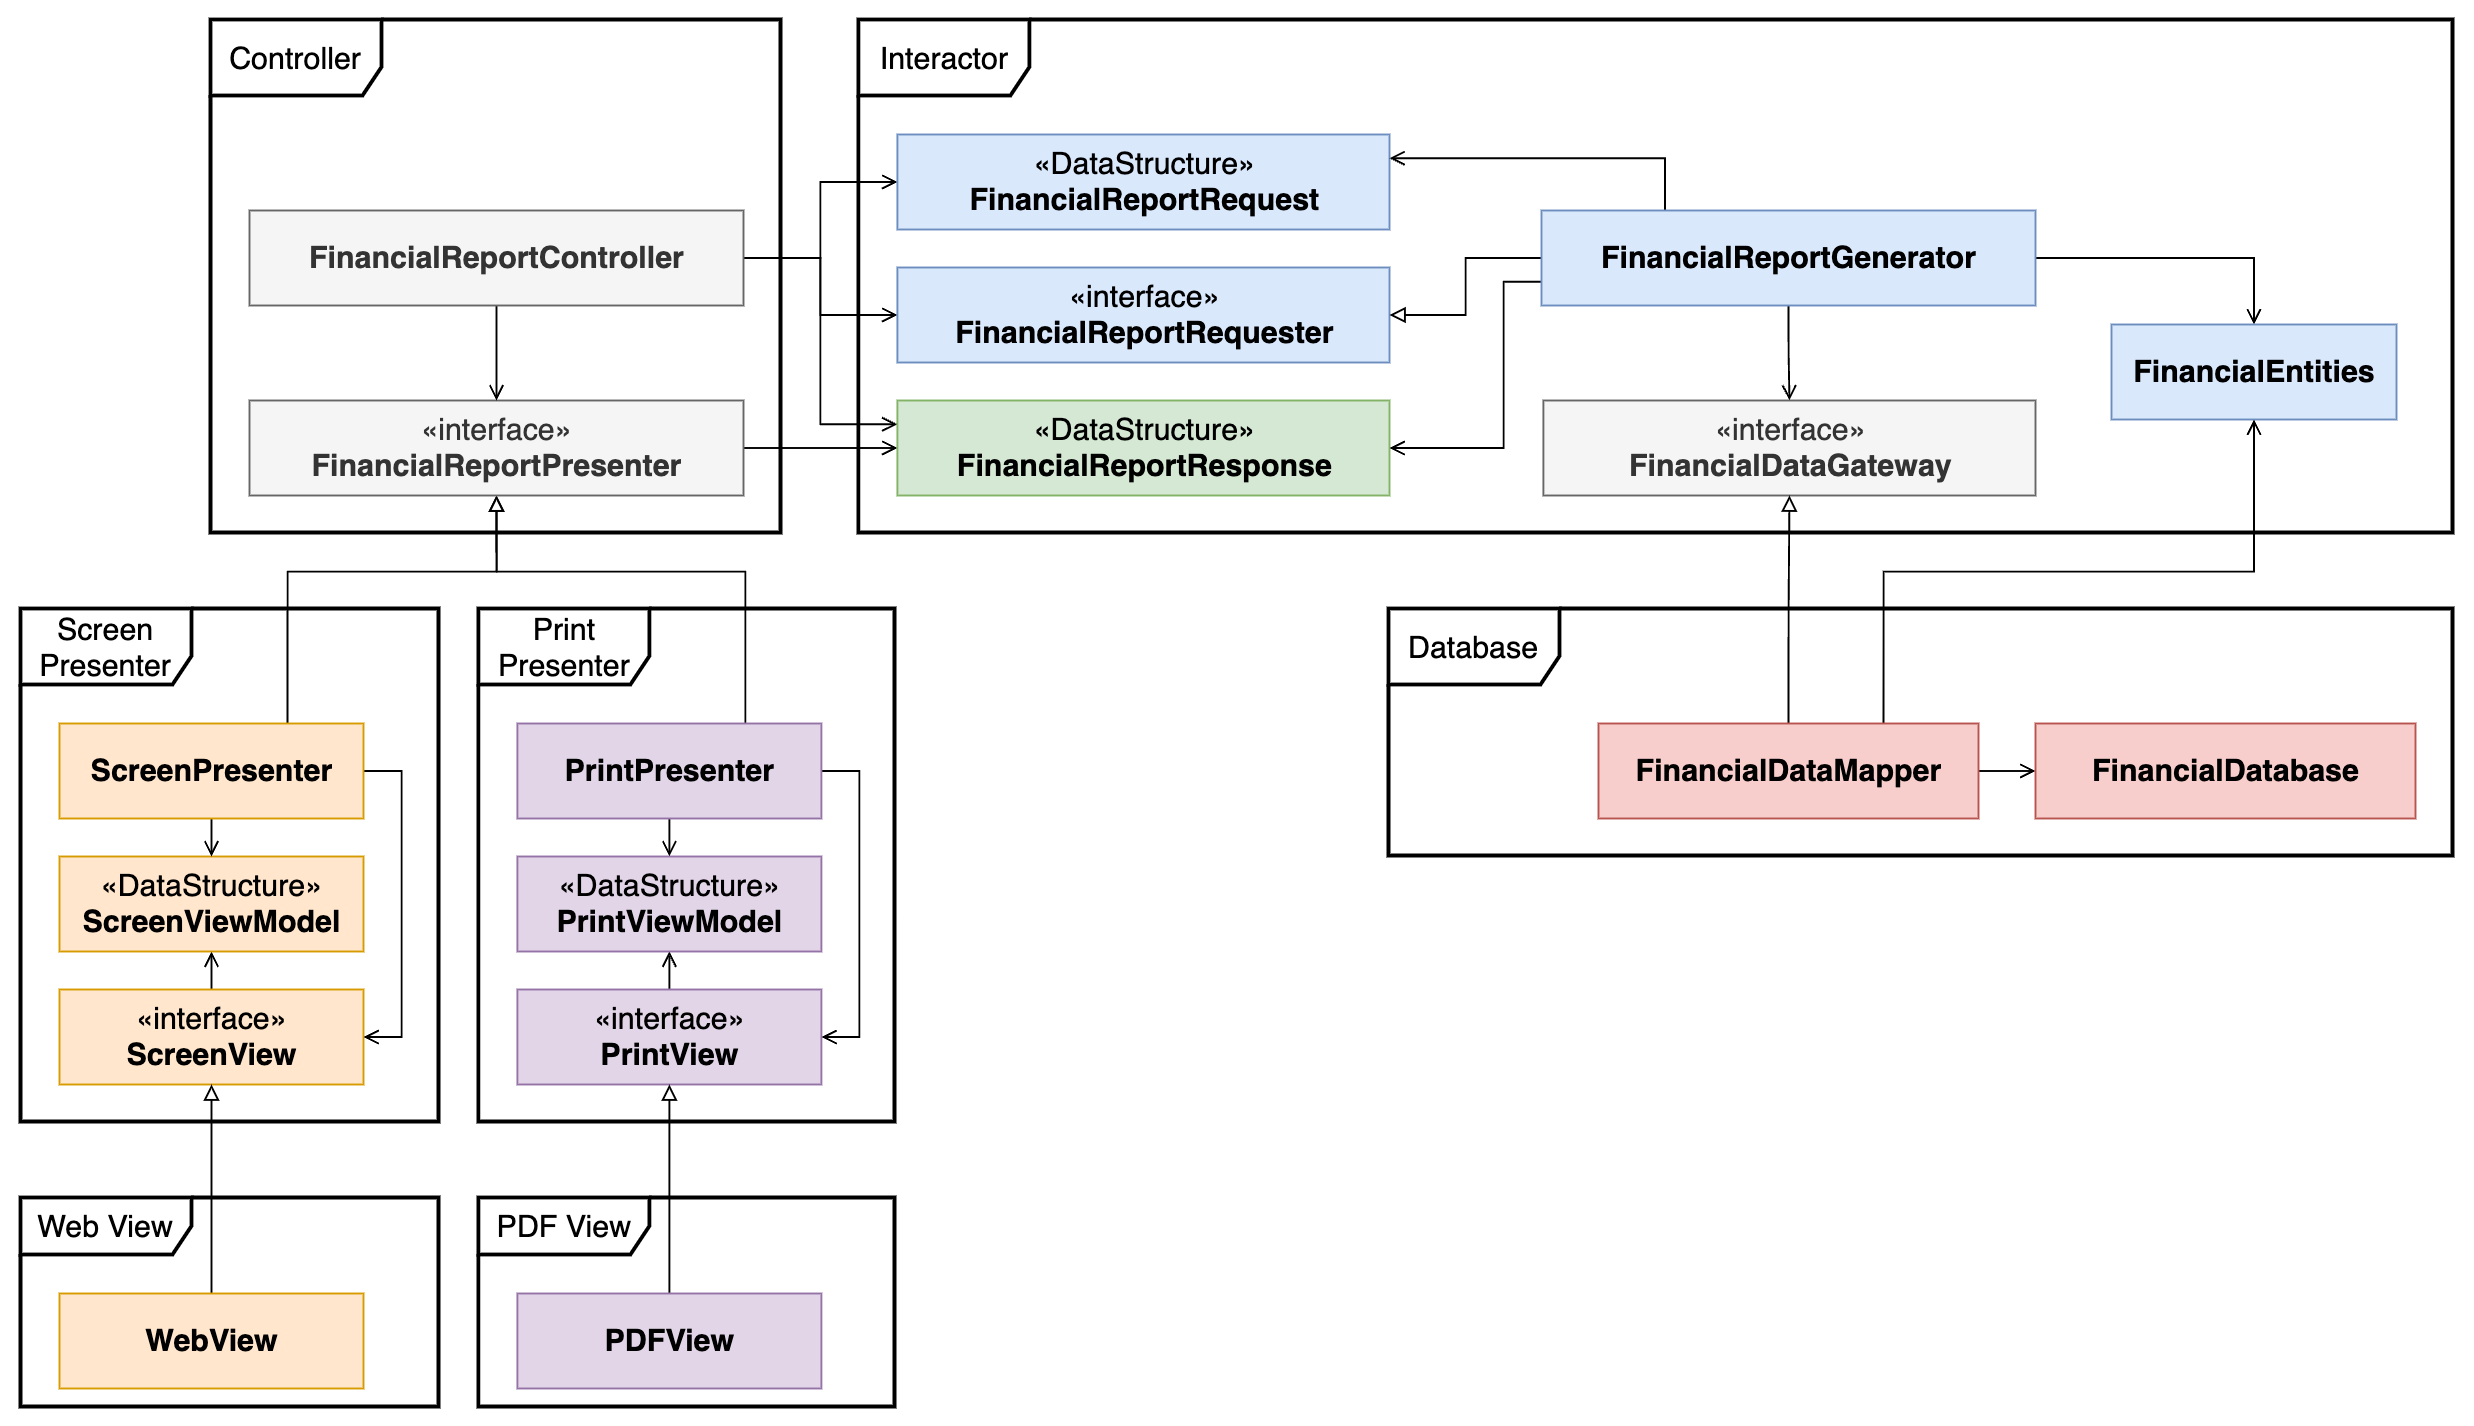 Controller
FinancialReportController
«interface»
FinancialReportPresenter
Interactor
«DataStructure»
FinancialReportRequest
«interface»
FinancialReportRequester
«DataStructure»
FinancialReportResponse
FinancialReportGenerator
«interface»
FinancialDataGateway
FinancialEntities
Screen
Presenter
ScreenPresenter
«DataStructure»
ScreenViewModel
«interface»
ScreenView
Print
Presenter
PrintPresenter
«DataStructure»
PrintViewModel
«interface»
PrintView
Database
FinancialDataMapper
FinancialDatabase
Web View
WebView
PDF View
PDFView